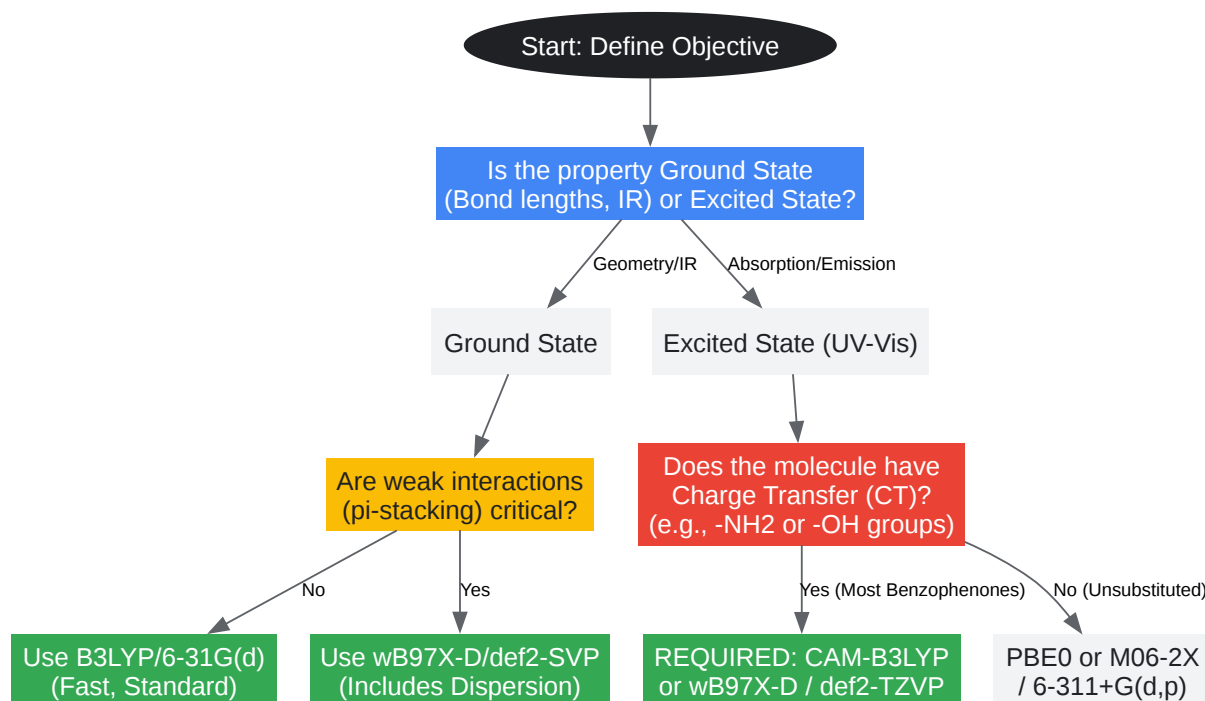 Start: Define Objective
Is the property Ground State
(Bond lengths, IR) or Excited State?
Geometry/IR
Absorption/Emission
Ground State
Excited State (UV-Vis)
Are weak interactions
(pi-stacking) critical?
Does the molecule have
Charge Transfer (CT)?
(e.g., -NH2 or -OH groups)
No
Yes
Yes (Most Benzophenones)
No (Unsubstituted)
Use B3LYP/6-31G(d)
(Fast, Standard)
Use wB97X-D/def2-SVP
(Includes Dispersion)
REQUIRED: CAM-B3LYP
or wB97X-D / def2-TZVP
PBE0 or M06-2X
/ 6-311+G(d,p)